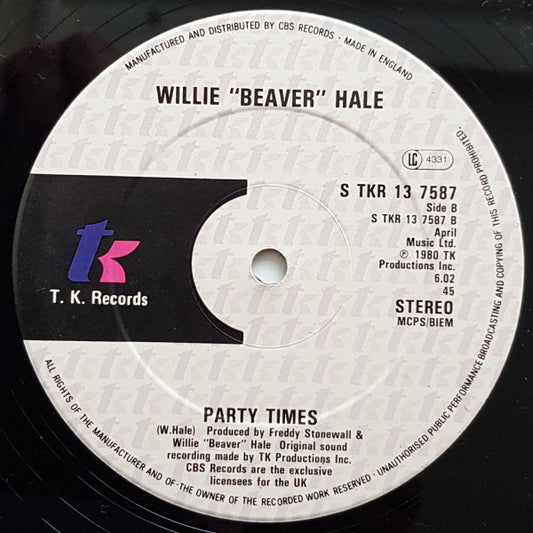 MANUFACTURED AND DISTRIBUTED BY CBS RECORDS · MADE IN ENGLAND
WILLIE "BEAVER" HALE
LC 4331
S TKR 13 7587
Side B
S TKR 13 7587 B
April
Music Ltd.
℗ 1980 TK
Productions Inc.
6.02
45
STEREO
MCPS/BIEM
tk
T. K. Records
PARTY TIMES
(W.Hale) Produced by Freddy Stonewall &
Willie "Beaver" Hale Original sound
recording made by TK Productions Inc.
CBS Records are the exclusive
licensees for the UK
ALL RIGHTS OF THE MANUFACTURER AND OF THE OWNER OF THE RECORDED WORK RESERVED · UNAUTHORISED PUBLIC PERFORMANCE BROADCASTING AND COPYING OF THIS RECORD PROHIBITED.